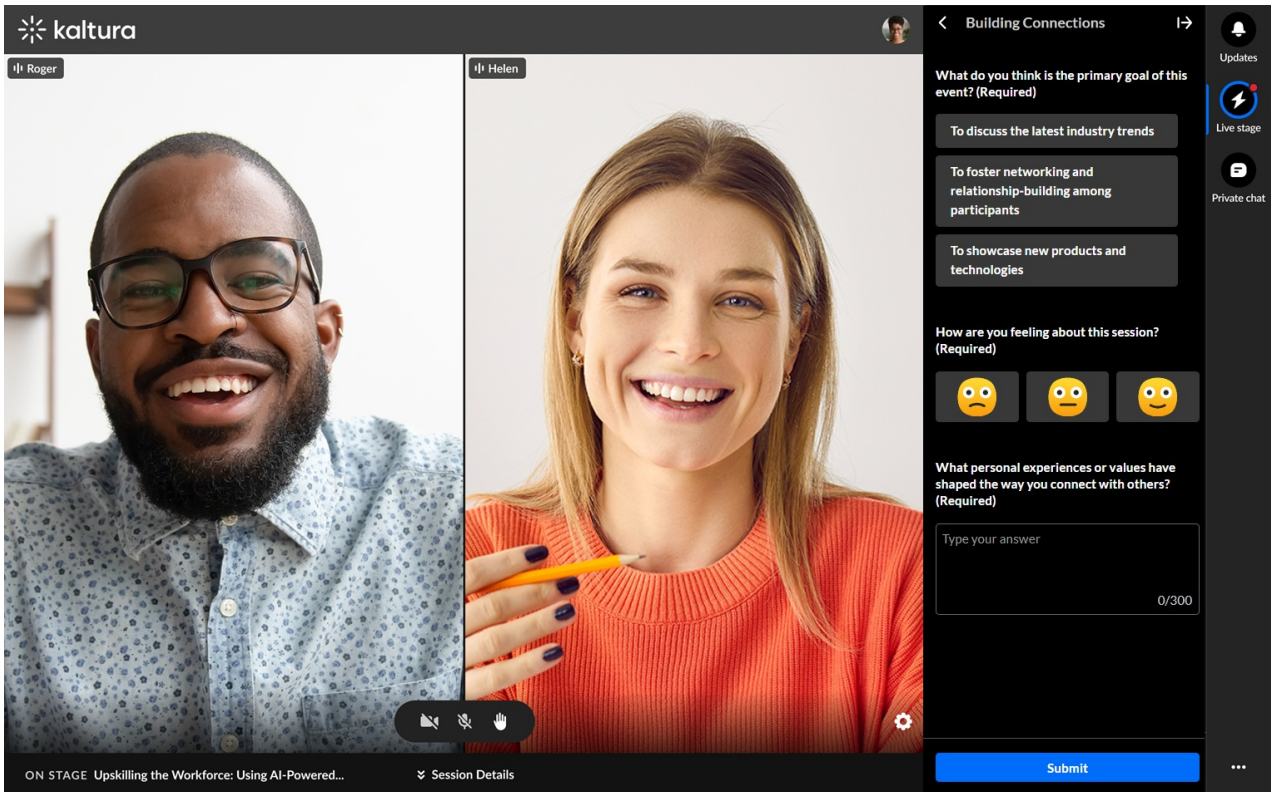 kaltura
Roger
Helen
ON STAGE Upskilling the Workforce: Using AI-Powered...
Session Details
Building Connections
What do you think is the primary goal of this
event? (Required)
To discuss the latest industry trends
To foster networking and
relationship-building among
participants
To showcase new products and
technologies
How are you feeling about this session?
(Required)
What personal experiences or values have
shaped the way you connect with others?
(Required)
Type your answer
0/300
Submit
Updates
Live stage
Private chat